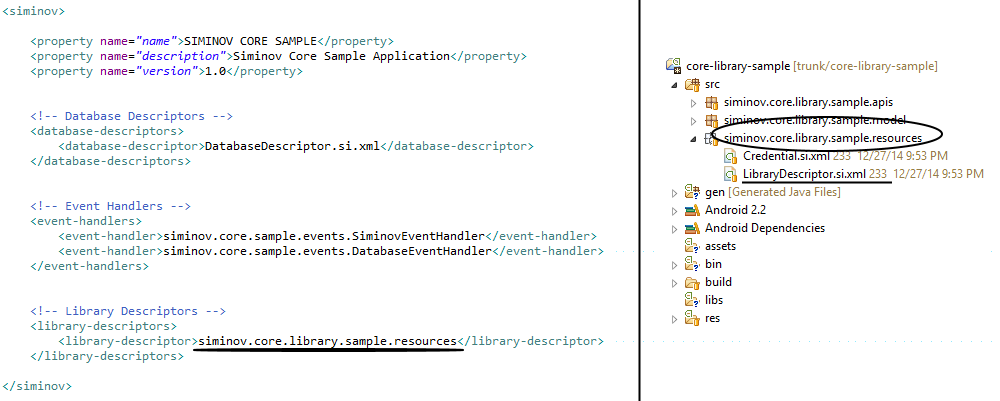 <siminov>
<property name="name">SIMINOV CORE SAMPLE</property>
<property name="description">Siminov Core Sample Application</property>
<property name="version">1.0</property>
<!-- Database Descriptors -->
<database-descriptors>
<database-descriptor>DatabaseDescriptor.si.xml</database-descriptor>
</database-descriptors>
<!-- Event Handlers -->
<event-handlers>
<event-handler>siminov.core.sample.events.SiminovEventHandler</event-handler>
<event-handler>siminov.core.sample.events.DatabaseEventHandler</event-handler>
</event-handlers>
<!-- Library Descriptors -->
<library-descriptors>
<library-descriptor>siminov.core.library.sample.resources</library-descriptor>
</library-descriptors>
</siminov>
core-library-sample [trunk/core-library-sample]
src
siminov.core.library.sample.apis
siminov.core.library.sample.model
siminov.core.library.sample.resources
Credential.si.xml 233 12/27/14 9:53 PM
LibraryDescriptor.si.xml 233 12/27/14 9:53 PM
gen [Generated Java Files]
Android 2.2
Android Dependencies
assets
bin
build
libs
res